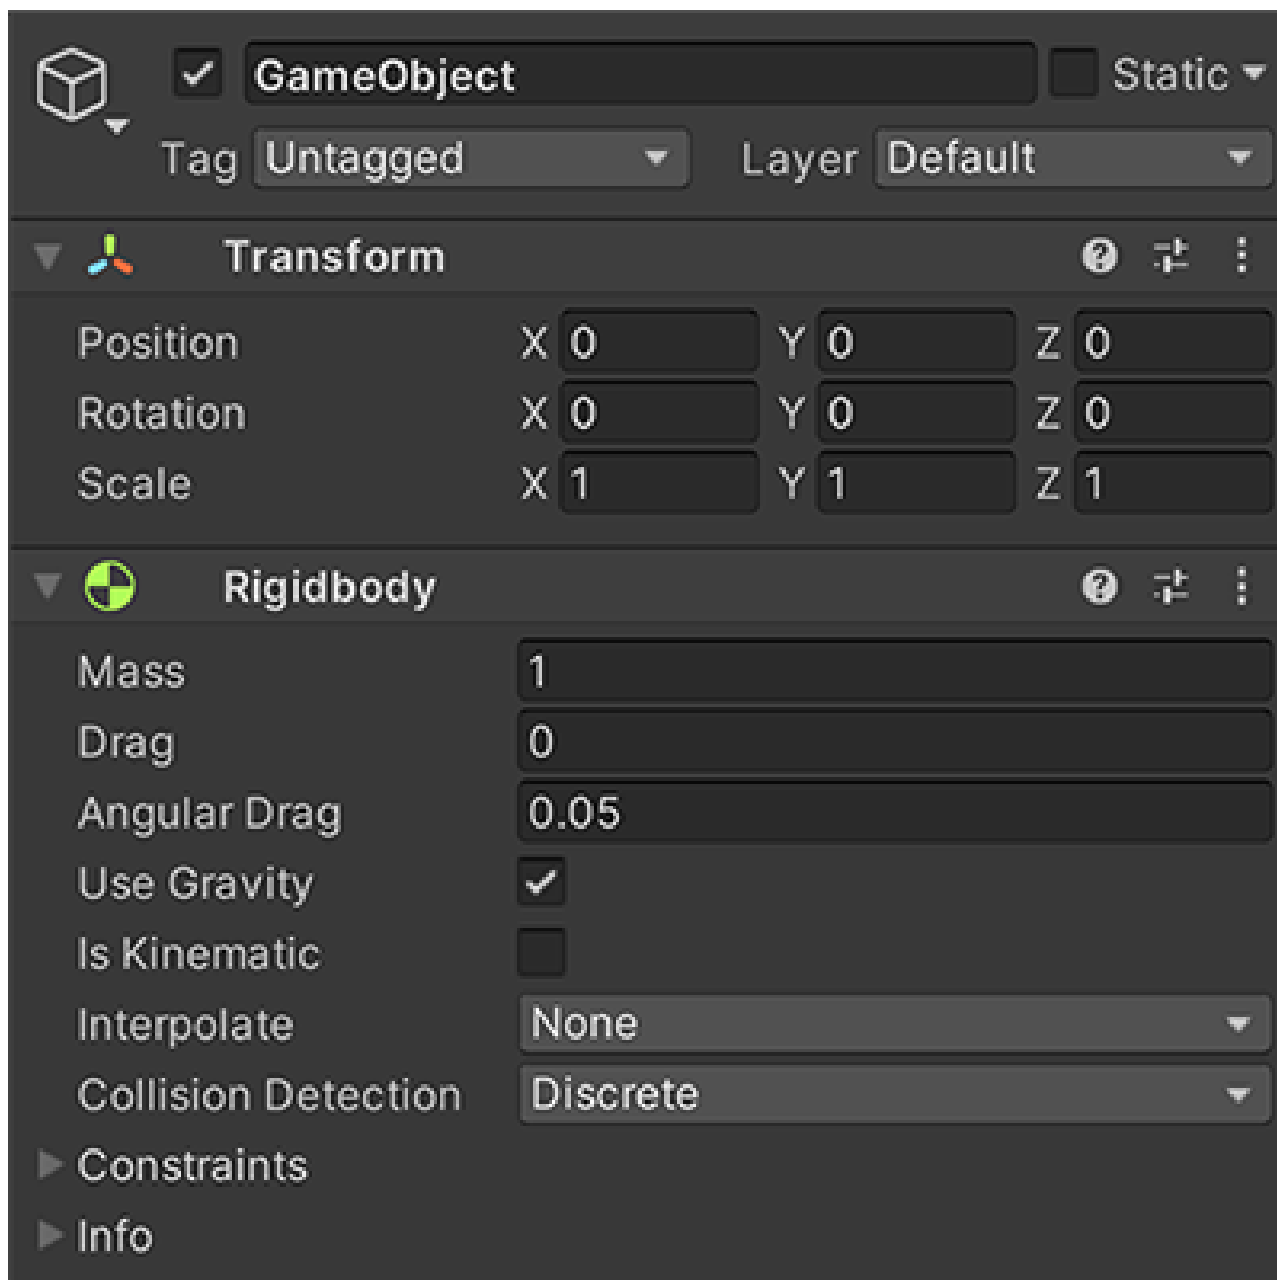 GameObject Static
Tag Untagged Layer Default
Transform
Position X 0 Y 0 Z 0
Rotation X 0 Y 0 Z 0
Scale X 1 Y 1 Z 1
Rigidbody
Mass 1
Drag 0
Angular Drag 0.05
Use Gravity
Is Kinematic
Interpolate None
Collision Detection Discrete
Constraints
Info